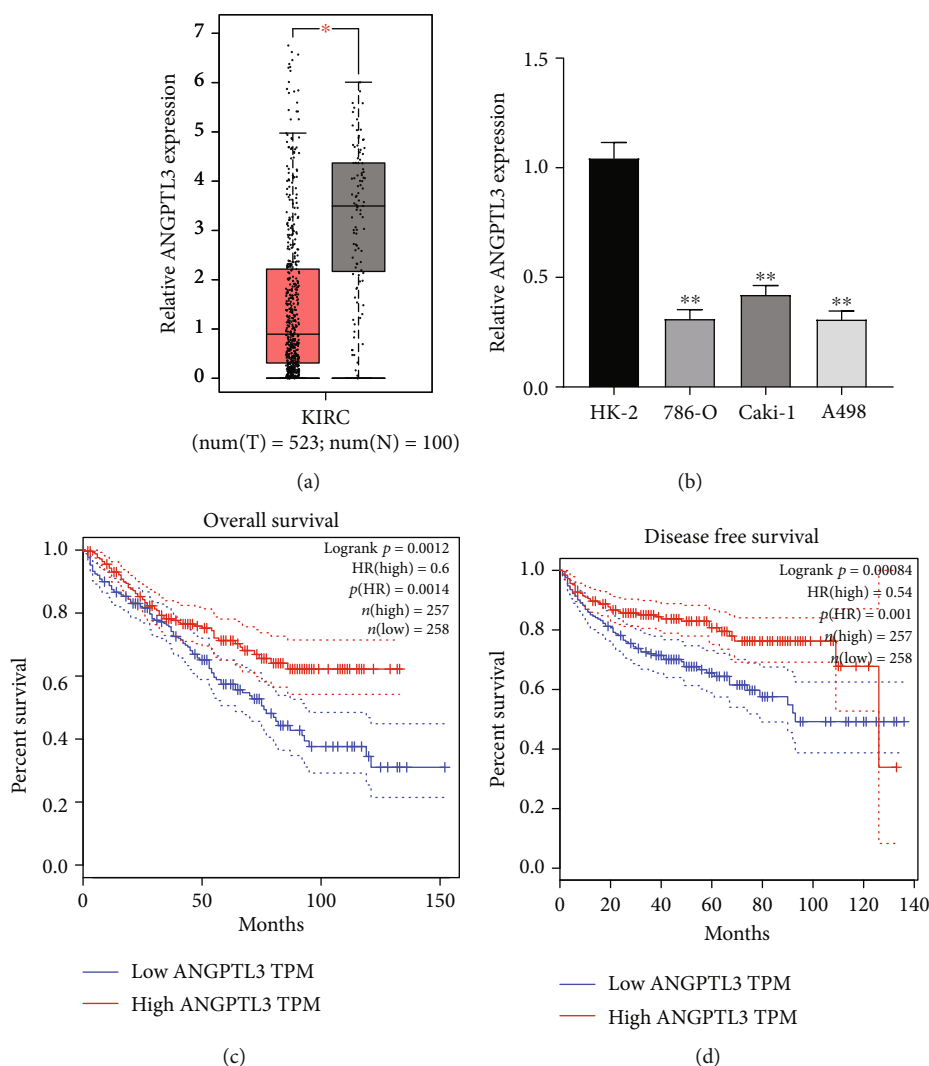 Relative ANGPTL3 expression
7
6
5
4
3
2
1
0
*
KIRC
(num(T) = 523; num(N) = 100)
(a)
Relative ANGPTL3 expression
1.5
1.0
0.5
0.0
**
**
**
HK-2 786-O Caki-1 A498
(b)
Overall survival
Logrank p = 0.0012
HR(high) = 0.6
p(HR) = 0.0014
n(high) = 257
n(low) = 258
Percent survival
1.0
0.8
0.6
0.4
0.2
0.0
0 50 100 150
Months
Low ANGPTL3 TPM
High ANGPTL3 TPM
(c)
Disease free survival
Logrank p = 0.00084
HR(high) = 0.54
p(HR) = 0.001
n(high) = 257
n(low) = 258
Percent survival
1.0
0.8
0.6
0.4
0.2
0.0
0 20 40 60 80 100 120 140
Months
Low ANGPTL3 TPM
High ANGPTL3 TPM
(d)